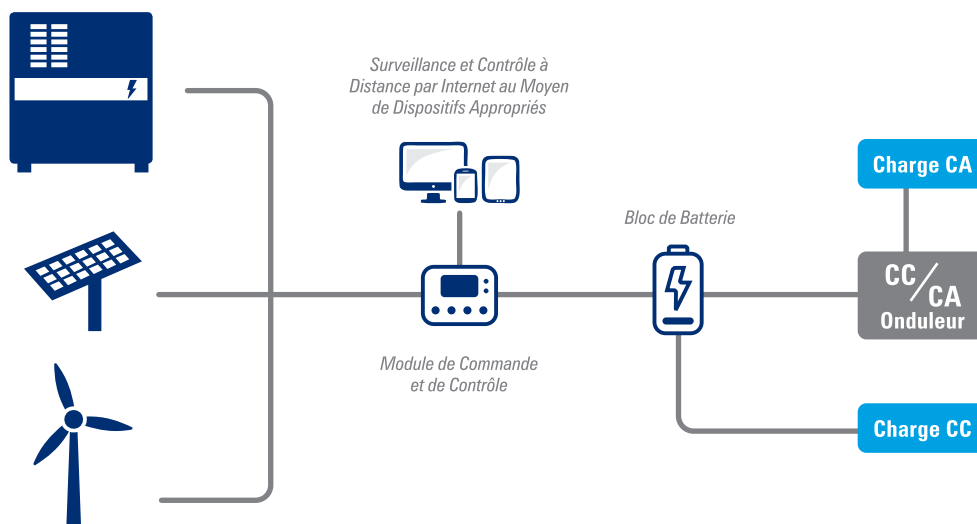 Surveillance et Contrôle à
Distance par Internet au Moyen
de Dispositifs Appropriés
Bloc de Batterie
Charge CA
CC/CA
Onduleur
Module de Commande
et de Contrôle
Charge CC